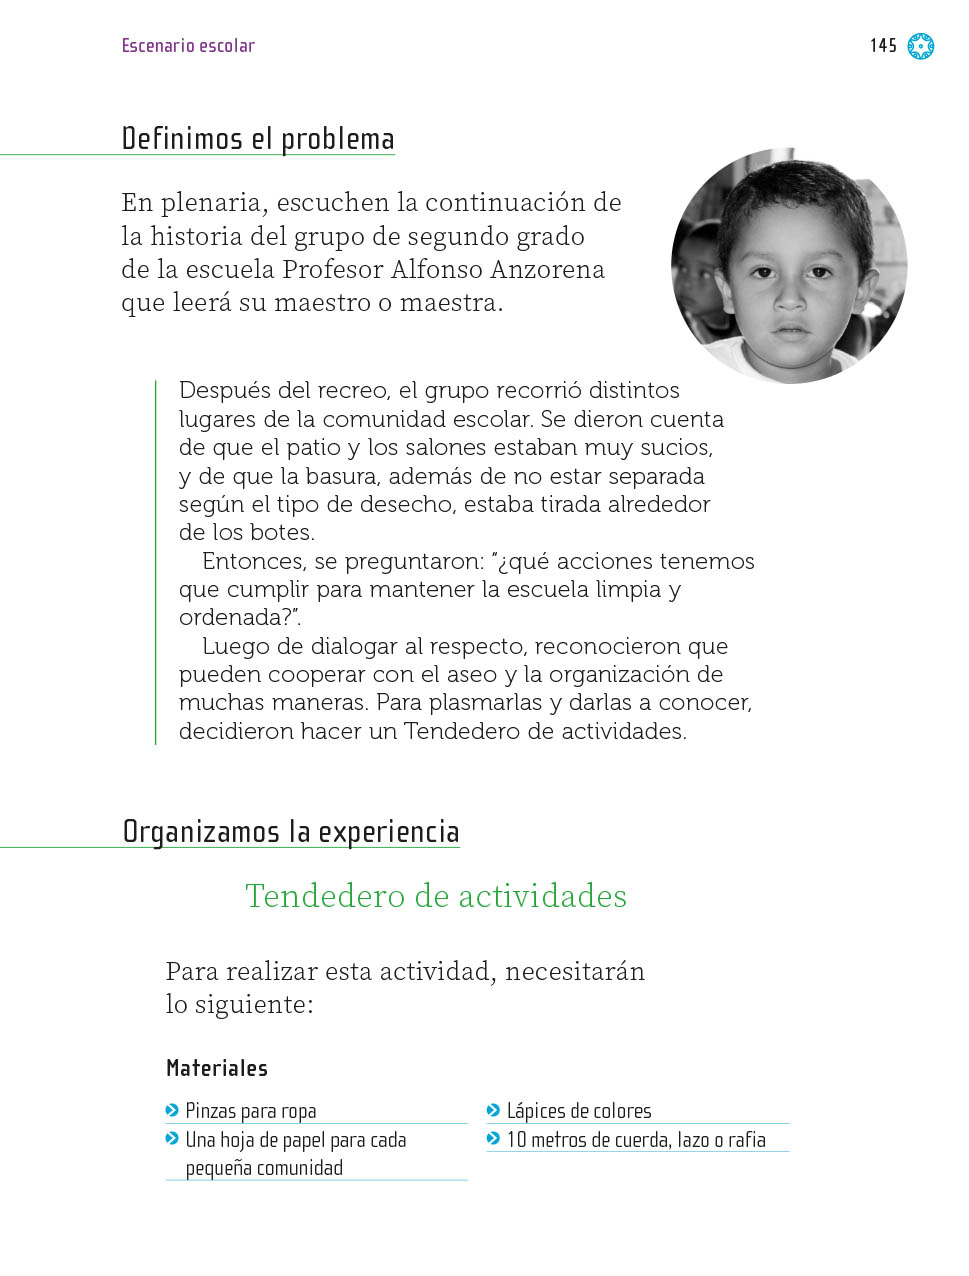 Escenario escolar
145
Definimos el problema
En plenaria, escuchen la continuación de
la historia del grupo de segundo grado
de la escuela Profesor Alfonso Anzorena
que leerá su maestro o maestra.
Después del recreo, el grupo recorrió distintos
lugares de la comunidad escolar. Se dieron cuenta
de que el patio y los salones estaban muy sucios,
y de que la basura, además de no estar separada
según el tipo de desecho, estaba tirada alrededor
de los botes.
Entonces, se preguntaron: “¿qué acciones tenemos
que cumplir para mantener la escuela limpia y
ordenada?”.
Luego de dialogar al respecto, reconocieron que
pueden cooperar con el aseo y la organización de
muchas maneras. Para plasmarlas y darlas a conocer,
decidieron hacer un Tendedero de actividades.
Organizamos la experiencia
Tendedero de actividades
Para realizar esta actividad, necesitarán
lo siguiente:
Materiales
Pinzas para ropa
Una hoja de papel para cada
pequeña comunidad
Lápices de colores
10 metros de cuerda, lazo o rafia